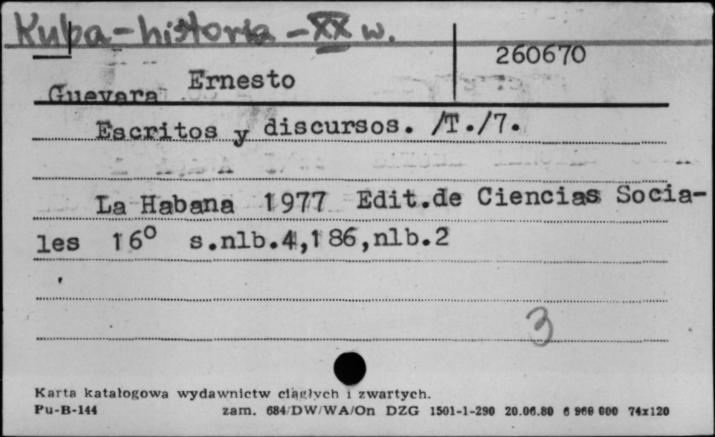 Kuba-historia-XX w.
260670
Guevara Ernesto
Escritos y discursos. /T./7.
La Habana 1977 Edit.de Ciencias Socia-
les 16° s.nlb.4,186,nlb.2
3
Karta katalogowa wydawnictw ciągłych i zwartych.
Pu-B-144 zam. 684/DW/WA/On DZG 1501-1-290 20.06.80 6 960 000 74x120